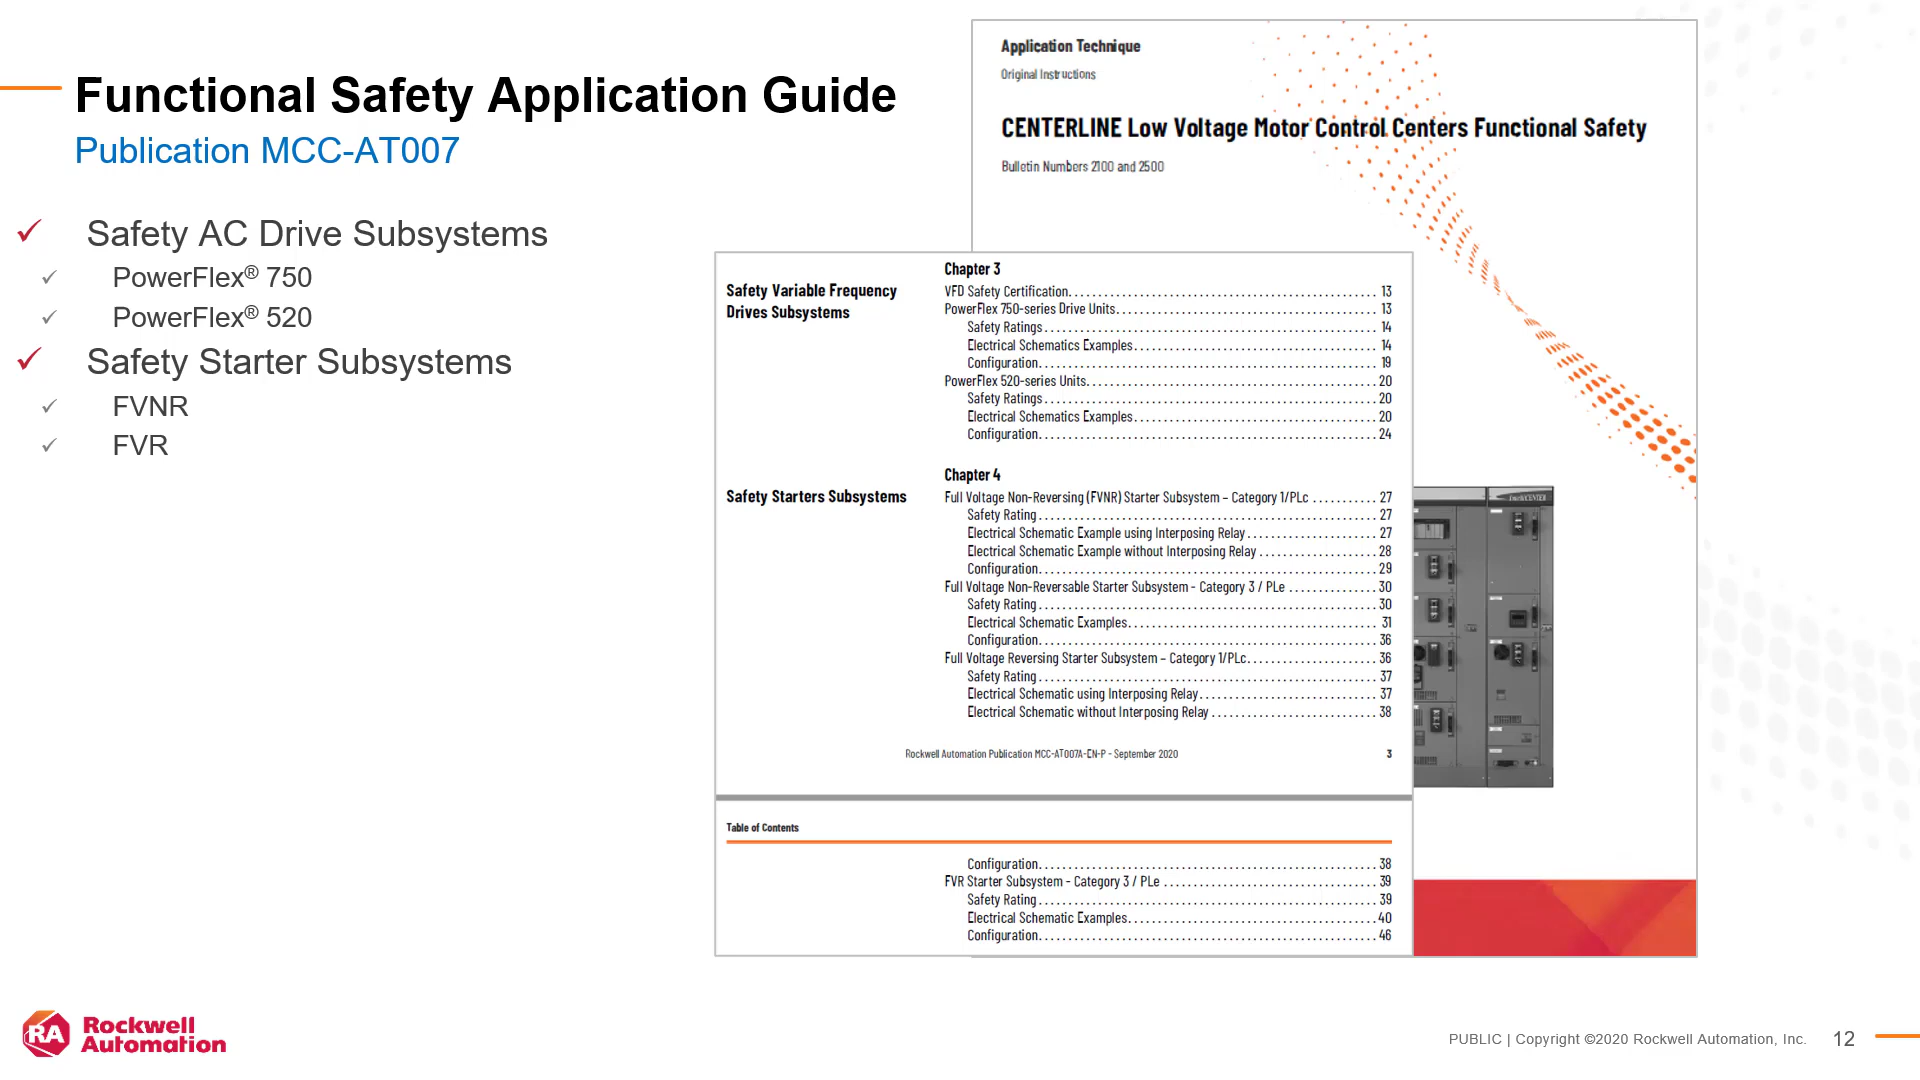 Functional Safety Application Guide
Publication MCC-AT007
Safety AC Drive Subsystems
PowerFlex® 750
PowerFlex® 520
Safety Starter Subsystems
FVNR
FVR
Application Technique
Original Instructions
CENTERLINE Low Voltage Motor Control Centers Functional Safety
Bulletin Numbers 2100 and 2500
Chapter 3
Safety Variable Frequency
Drives Subsystems
VFD Safety Certification. . . . . . . . . . 13
PowerFlex 750-series Drive Units. . . . . . . . . . 13
Safety Ratings . . . . . . . . . . 14
Electrical Schematics Examples. . . . . . . . . . 14
Configuration. . . . . . . . . . 19
PowerFlex 520-series Units. . . . . . . . . . 20
Safety Ratings . . . . . . . . . . 20
Electrical Schematics Examples. . . . . . . . . . 20
Configuration. . . . . . . . . . 24
Chapter 4
Safety Starters Subsystems
Full Voltage Non-Reversing (FVNR) Starter Subsystem – Category 1/PLc . . . . . . . . . . 27
Safety Rating . . . . . . . . . . 27
Electrical Schematic Example using Interposing Relay . . . . . . . . . . 27
Electrical Schematic Example without Interposing Relay . . . . . . . . . . 28
Configuration. . . . . . . . . . 29
Full Voltage Non-Reversable Starter Subsystem - Category 3 / PLe . . . . . . . . . . 30
Safety Rating . . . . . . . . . . 30
Electrical Schematic Examples. . . . . . . . . . 31
Configuration. . . . . . . . . . 36
Full Voltage Reversing Starter Subsystem – Category 1/PLc. . . . . . . . . . 36
Safety Rating . . . . . . . . . . 37
Electrical Schematic using Interposing Relay. . . . . . . . . . 37
Electrical Schematic without Interposing Relay . . . . . . . . . . 38
Rockwell Automation Publication MCC-AT007A-EN-P - September 2020 3
Table of Contents
Configuration. . . . . . . . . . 38
FVR Starter Subsystem - Category 3 / PLe . . . . . . . . . . 39
Safety Rating . . . . . . . . . . 39
Electrical Schematic Examples. . . . . . . . . . 40
Configuration. . . . . . . . . . 46
IntelliCENTER
RA Rockwell
Automation
PUBLIC | Copyright ©2020 Rockwell Automation, Inc. 12